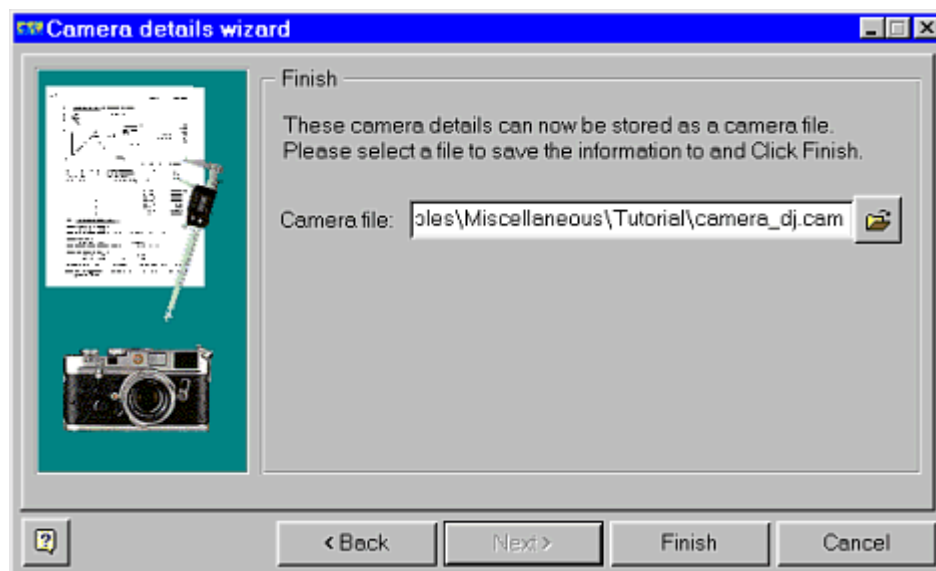 Camera details wizard
Finish
These camera details can now be stored as a camera file.
Please select a file to save the information to and Click Finish.
Camera file: ples\Miscellaneous\Tutorial\camera_dj.cam
< Back Next > Finish Cancel